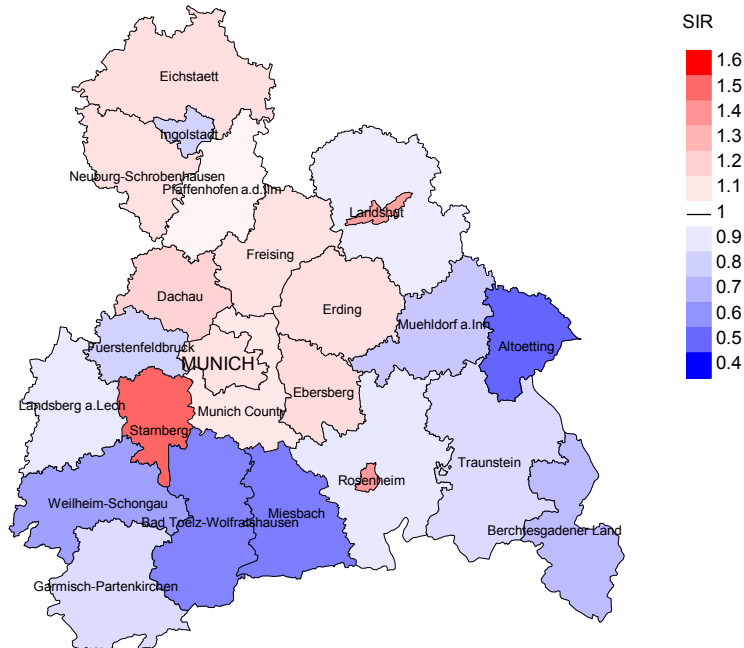 SIR
1.6
1.5
1.4
1.3
1.2
1.1
1
0.9
0.8
0.7
0.6
0.5
0.4
Eichstaett
Ingolstadt
Neuburg-Schrobenhausen
Pfaffenhofen a.d.Ilm
Landshut
Freising
Dachau
Erding
Muehldorf a.Inn
Altoetting
Fuerstenfeldbruck
MUNICH
Ebersberg
Landsberg a.Lech
Munich County
Starnberg
Traunstein
Rosenheim
Weilheim-Schongau
Miesbach
Bad Toelz-Wolfratshausen
Berchtesgadener Land
Garmisch-Partenkirchen